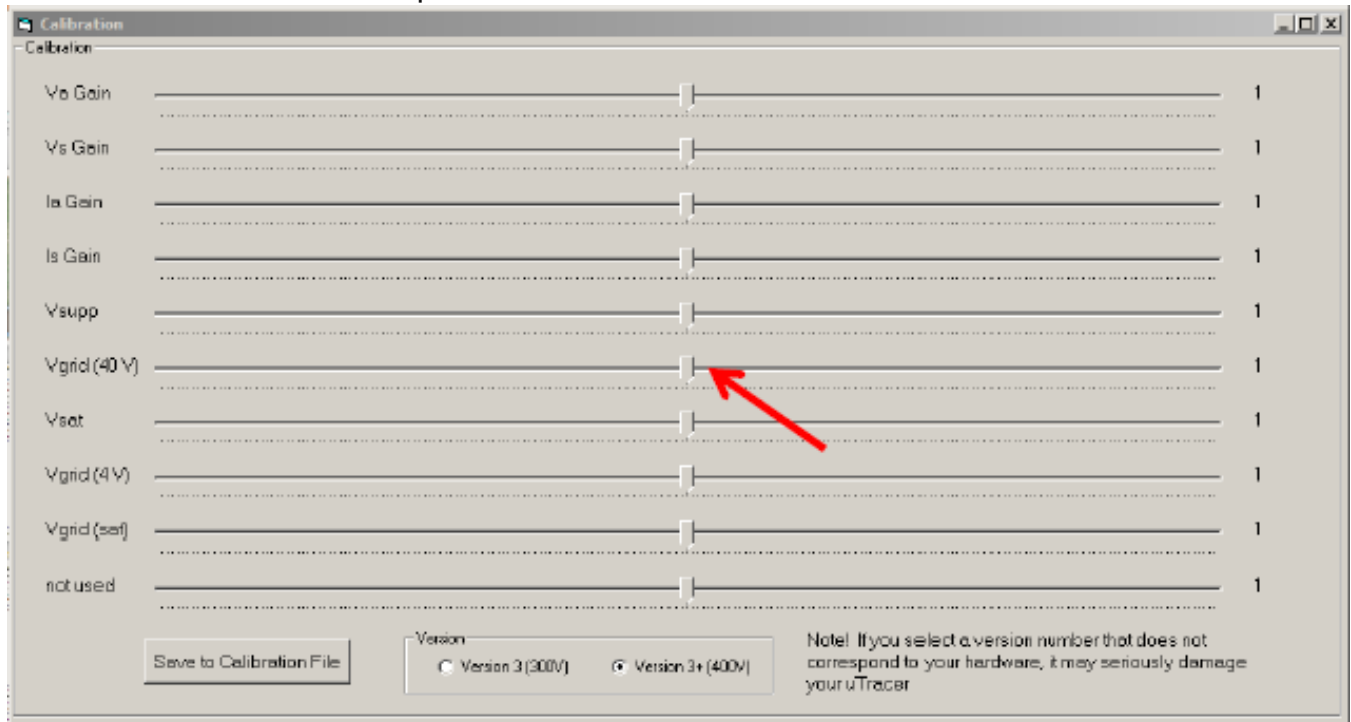 Calibration
Calibration
Va Gain 1
Vs Gain 1
Ia Gain 1
Is Gain 1
Vsupp 1
Vgrid (40 V) 1
Vsat 1
Vgrid (4 V) 1
Vgrid (sat) 1
not used 1
Save to Calibration File
Version
Version 3 (300V) Version 3+ (400V)
Note! If you select a version number that does not
correspond to your hardware, it may seriously damage
your uTracer